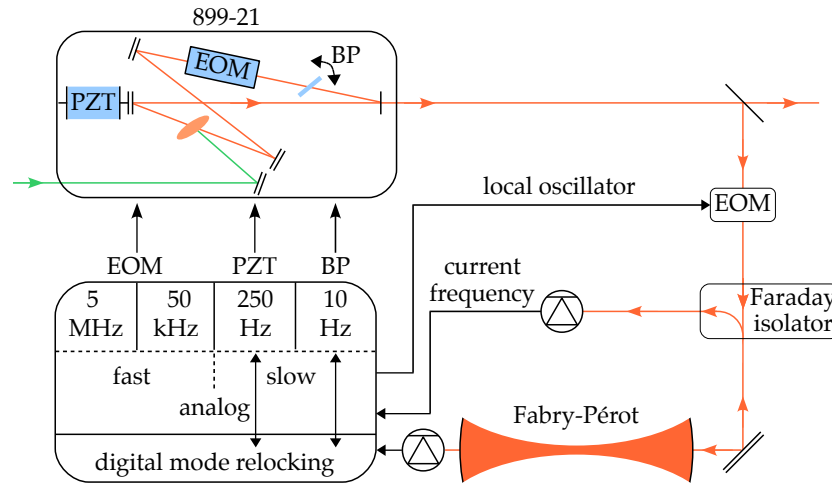 899-21
EOM
BP
PZT
local oscillator
EOM
EOM
PZT
BP
current
frequency
Faraday
isolator
5
MHz
50
kHz
250
Hz
10
Hz
fast
slow
analog
Fabry-Pérot
digital mode relocking